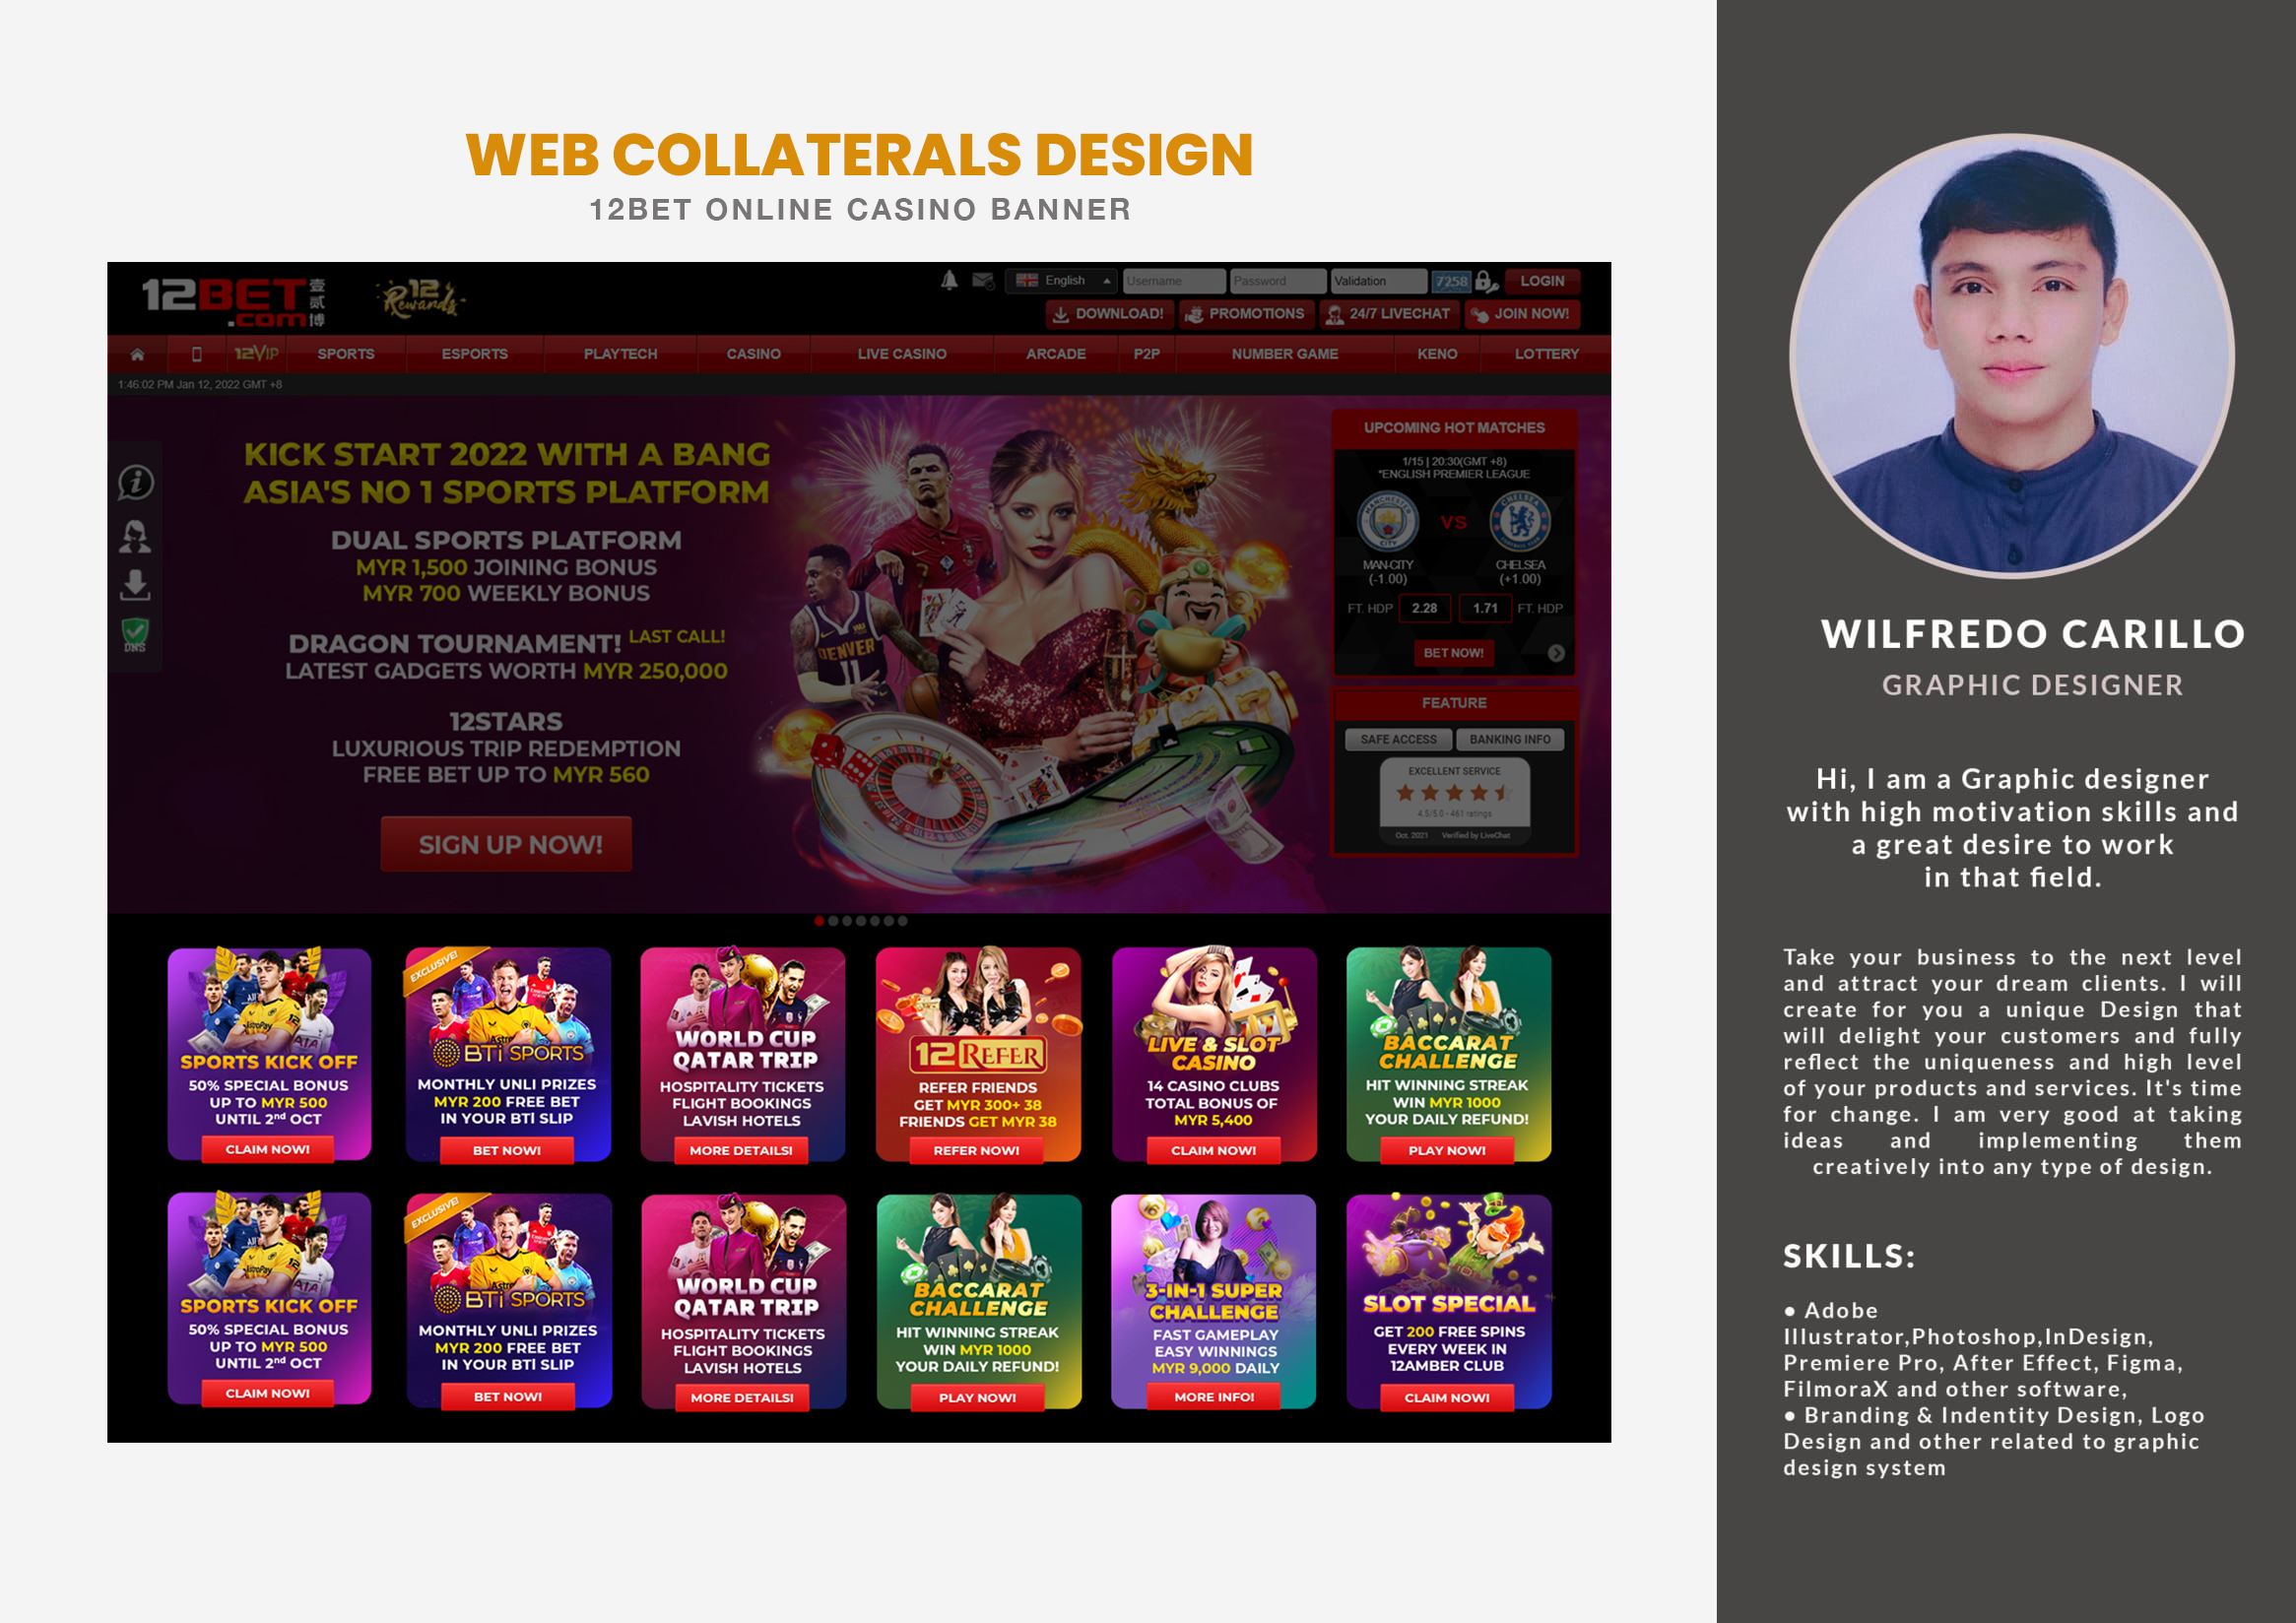 WEB COLLATERALS DESIGN
12BET ONLINE CASINO BANNER
12BET 壹贰博
.com
12 Rewards
English
Username
Password
Validation
7258
LOGIN
DOWNLOAD!
PROMOTIONS
24/7 LIVECHAT
JOIN NOW!
12VIP
SPORTS
ESPORTS
PLAYTECH
CASINO
LIVE CASINO
ARCADE
P2P
NUMBER GAME
KENO
LOTTERY
1:46:02 PM Jan 12, 2022 GMT +8
DNS
KICK START 2022 WITH A BANG
ASIA'S NO 1 SPORTS PLATFORM
DUAL SPORTS PLATFORM
MYR 1,500 JOINING BONUS
MYR 700 WEEKLY BONUS
DRAGON TOURNAMENT! LAST CALL!
LATEST GADGETS WORTH MYR 250,000
12STARS
LUXURIOUS TRIP REDEMPTION
FREE BET UP TO MYR 560
SIGN UP NOW!
7
DENVER
11
UPCOMING HOT MATCHES
1/15 | 20:30(GMT +8)
*ENGLISH PREMIER LEAGUE
MANCHESTER
CITY
VS
CHELSEA
FOOTBALL CLUB
MAN-CITY
(-1.00)
CHELSEA
(+1.00)
FT. HDP 2.28 1.71 FT. HDP
BET NOW!
FEATURE
SAFE ACCESS
BANKING INFO
EXCELLENT SERVICE
4.5/5.0 - 461 ratings
Oct. 2021 Verified by LiveChat
AstroPay
SPORTS KICK OFF
50% SPECIAL BONUS
UP TO MYR 500
UNTIL 2nd OCT
CLAIM NOW!
EXCLUSIVE!
BTi SPORTS
MONTHLY UNLI PRIZES
MYR 200 FREE BET
IN YOUR BTi SLIP
BET NOW!
WORLD CUP
QATAR TRIP
HOSPITALITY TICKETS
FLIGHT BOOKINGS
LAVISH HOTELS
MORE DETAILS!
12 REFER
REFER FRIENDS
GET MYR 300+ 38
FRIENDS GET MYR 38
REFER NOW!
LIVE & SLOT
CASINO
14 CASINO CLUBS
TOTAL BONUS OF
MYR 5,400
CLAIM NOW!
BACCARAT
CHALLENGE
HIT WINNING STREAK
WIN MYR 1000
YOUR DAILY REFUND!
PLAY NOW!
AstroPay
SPORTS KICK OFF
50% SPECIAL BONUS
UP TO MYR 500
UNTIL 2nd OCT
CLAIM NOW!
EXCLUSIVE!
BTi SPORTS
MONTHLY UNLI PRIZES
MYR 200 FREE BET
IN YOUR BTi SLIP
BET NOW!
WORLD CUP
QATAR TRIP
HOSPITALITY TICKETS
FLIGHT BOOKINGS
LAVISH HOTELS
MORE DETAILS!
BACCARAT
CHALLENGE
HIT WINNING STREAK
WIN MYR 1000
YOUR DAILY REFUND!
PLAY NOW!
3-IN-1 SUPER
CHALLENGE
FAST GAMEPLAY
EASY WINNINGS
MYR 9,000 DAILY
MORE INFO!
SLOT SPECIAL
GET 200 FREE SPINS
EVERY WEEK IN
12AMBER CLUB
CLAIM NOW!
WILFREDO CARILLO
GRAPHIC DESIGNER
Hi, I am a Graphic designer
with high motivation skills and
a great desire to work
in that field.
Take your business to the next level
and attract your dream clients. I will
create for you a unique Design that
will delight your customers and fully
reflect the uniqueness and high level
of your products and services. It's time
for change. I am very good at taking
ideas and implementing them
creatively into any type of design.
SKILLS:
● Adobe
Illustrator,Photoshop,InDesign,
Premiere Pro, After Effect, Figma,
FilmoraX and other software,
● Branding & Indentity Design, Logo
Design and other related to graphic
design system